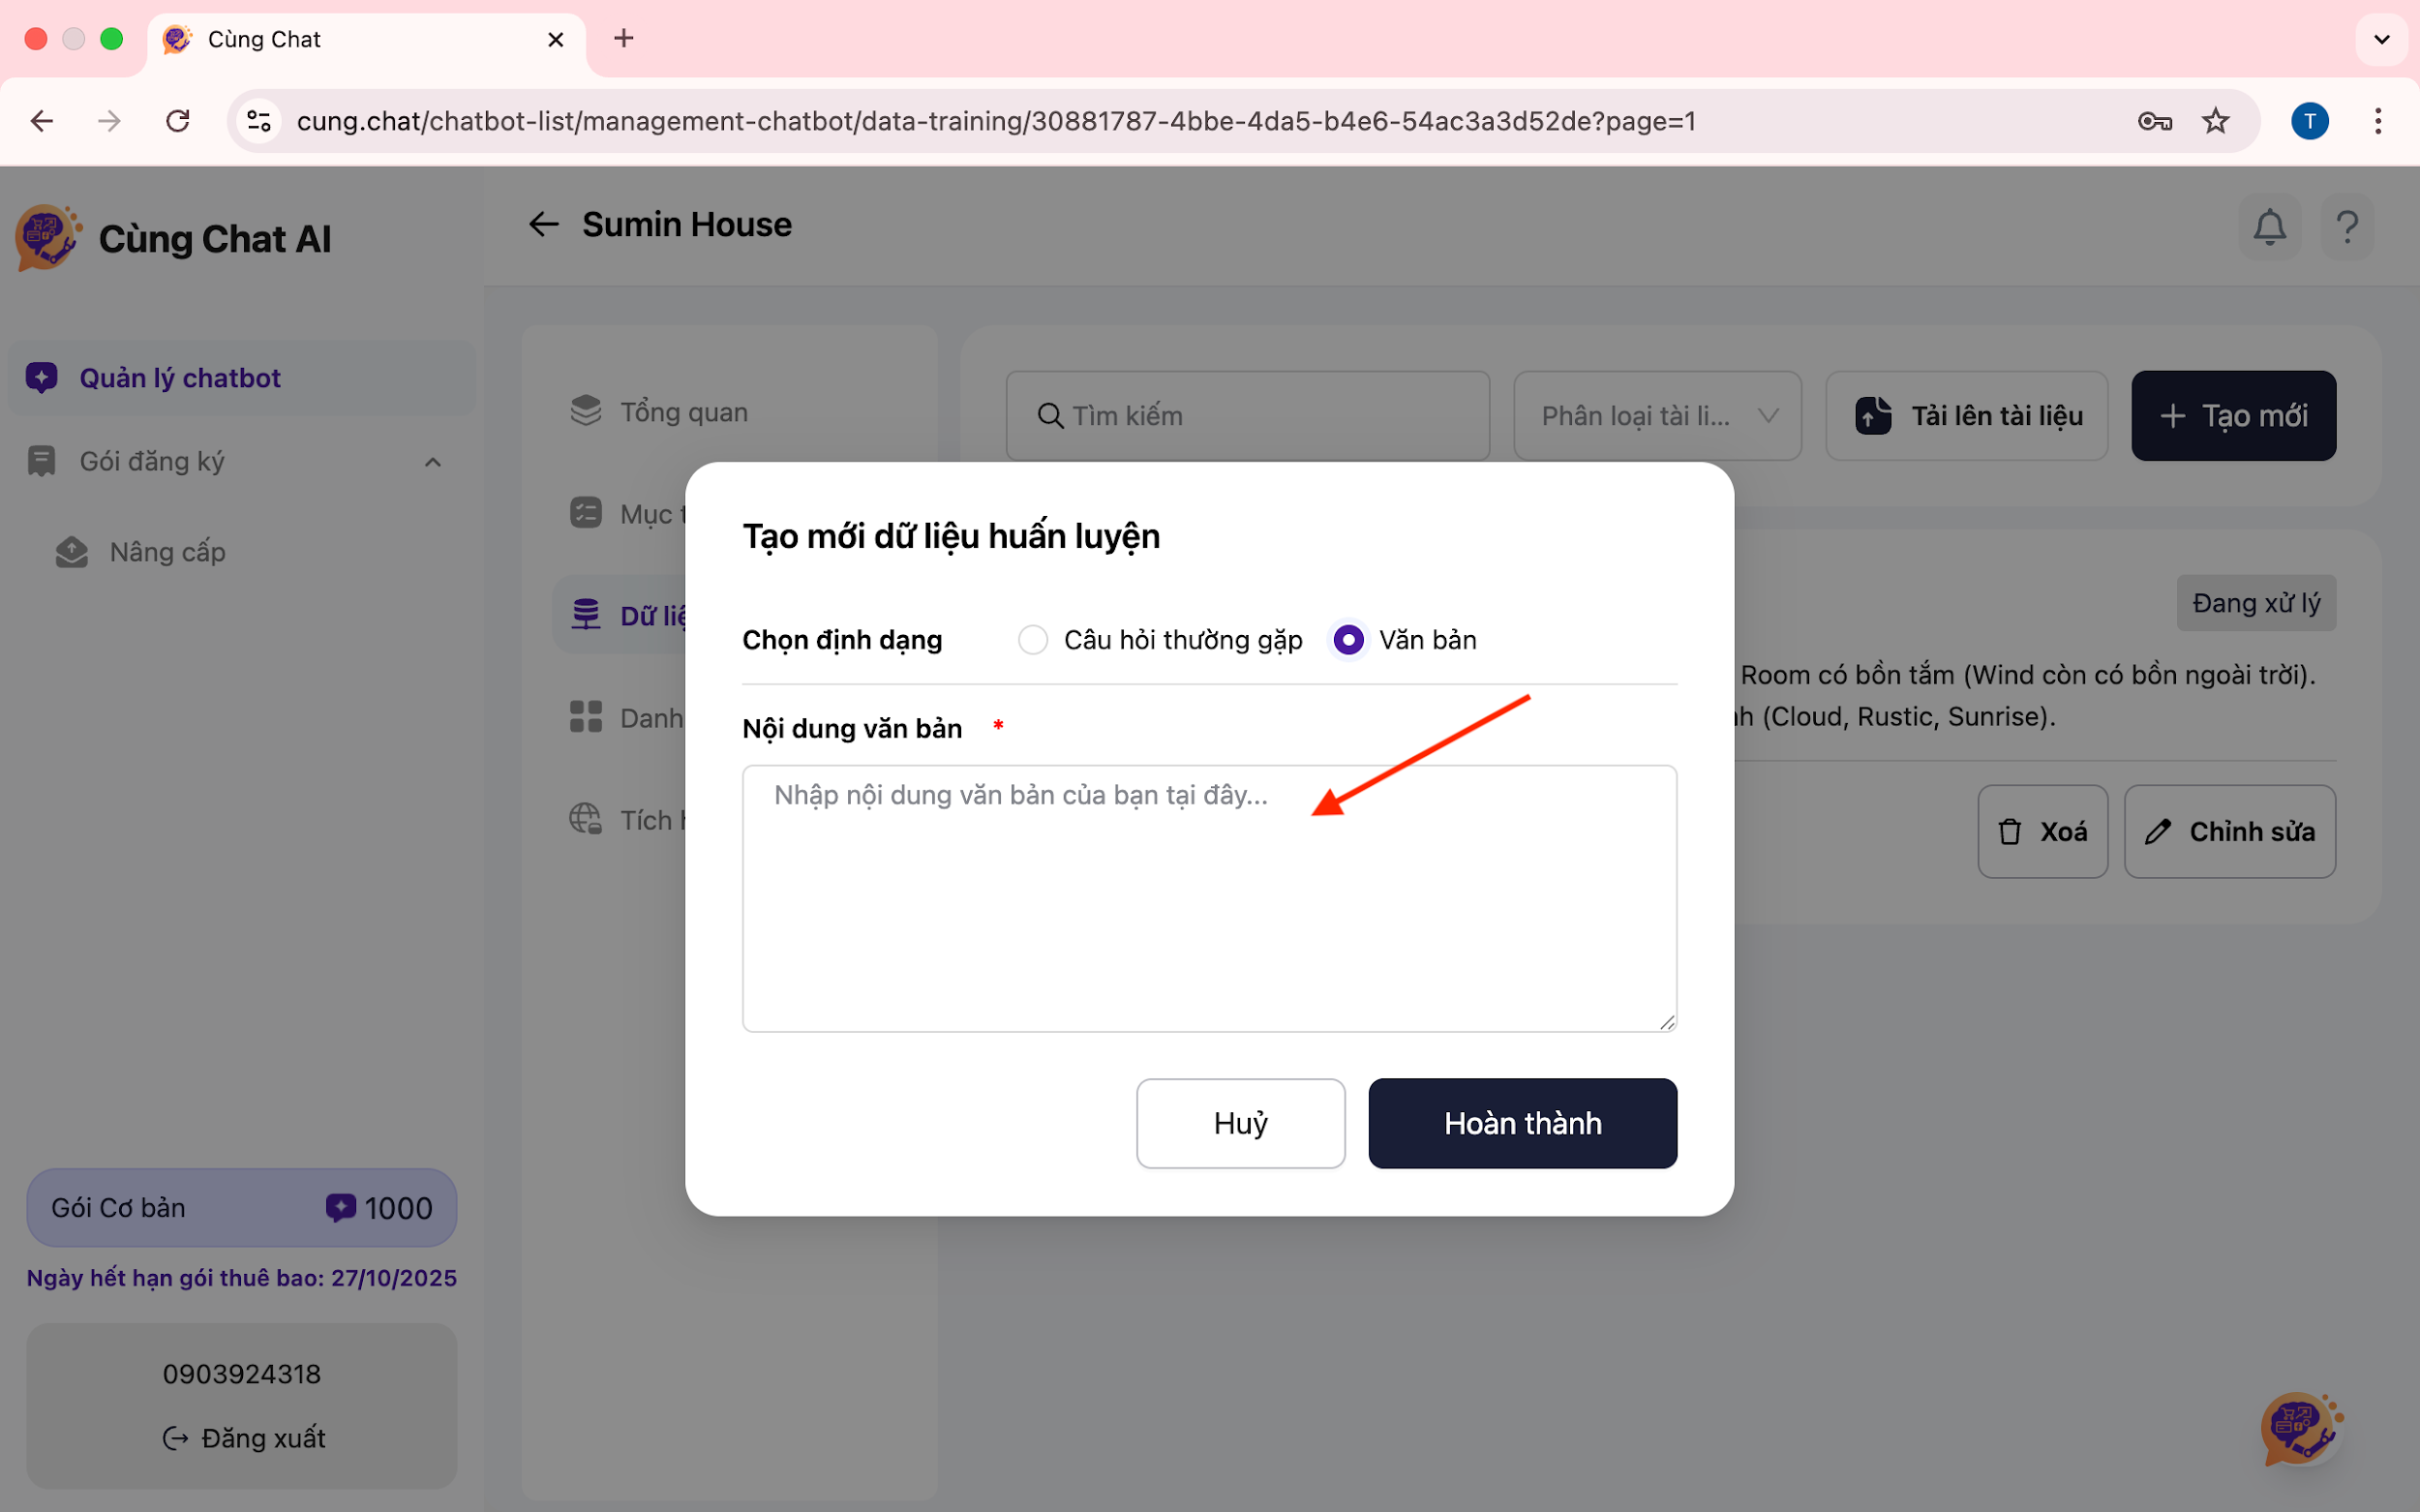 Cùng Chat
cung.chat/chatbot-list/management-chatbot/data-training/30881787-4bbe-4da5-b4e6-54ac3a3d52de?page=1
T
Cùng Chat AI
Sumin House
Quản lý chatbot
Gói đăng ký
Nâng cấp
Tổng quan
Mục
Dữ
Danh
Tích
Tìm kiếm
Phân loại tài li...
Tải lên tài liệu
Tạo mới
Tạo mới dữ liệu huấn luyện
Chọn định dạng
Câu hỏi thường gặp
Văn bản
Nội dung văn bản *
Nhập nội dung văn bản của bạn tại đây...
Huỷ
Hoàn thành
Đang xử lý
Room có bồn tắm (Wind còn có bồn ngoài trời).
(Cloud, Rustic, Sunrise).
Xoá
Chỉnh sửa
Gói Cơ bản
1000
Ngày hết hạn gói thuê bao: 27/10/2025
0903924318
Đăng xuất